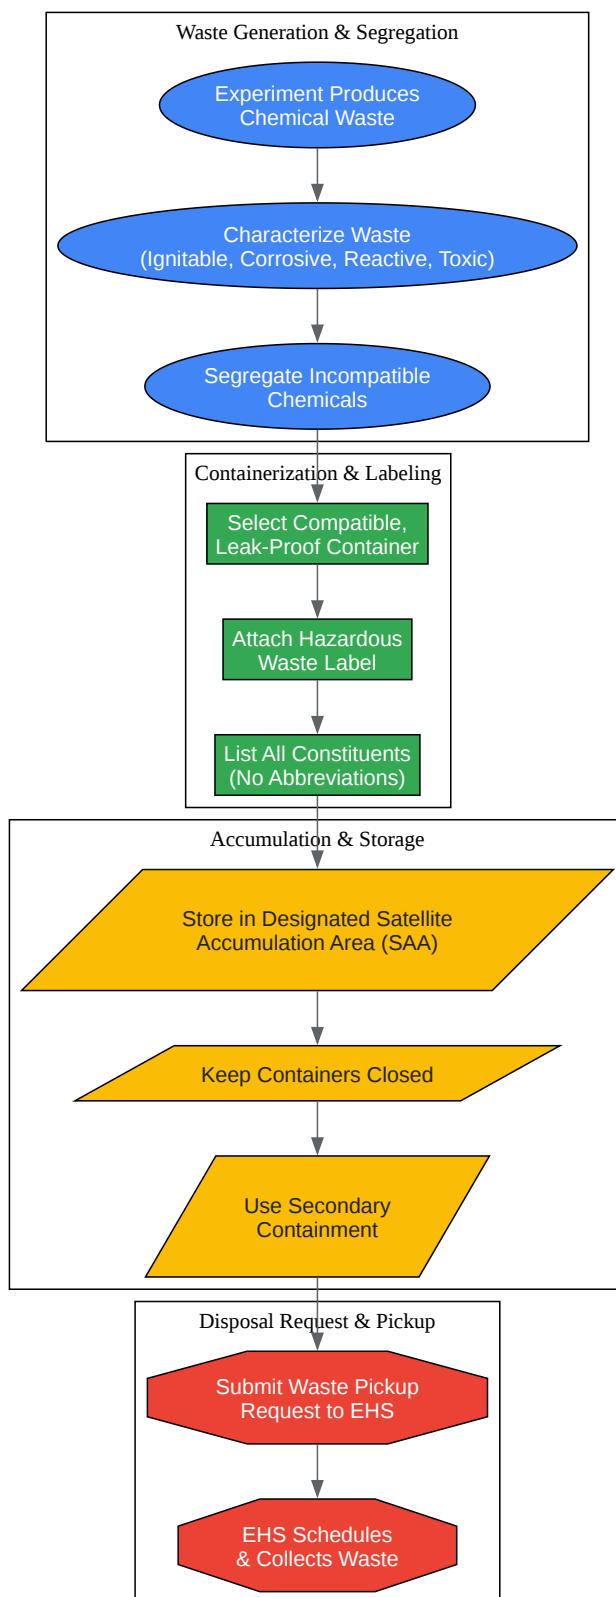 Waste Generation & Segregation
Experiment Produces
Chemical Waste
Characterize Waste
(Ignitable, Corrosive, Reactive, Toxic)
Segregate Incompatible
Chemicals
Containerization & Labeling
Select Compatible,
Leak-Proof Container
Attach Hazardous
Waste Label
List All Constituents
(No Abbreviations)
Accumulation & Storage
Store in Designated Satellite
Accumulation Area (SAA)
Keep Containers Closed
Use Secondary
Containment
Disposal Request & Pickup
Submit Waste Pickup
Request to EHS
EHS Schedules
& Collects Waste